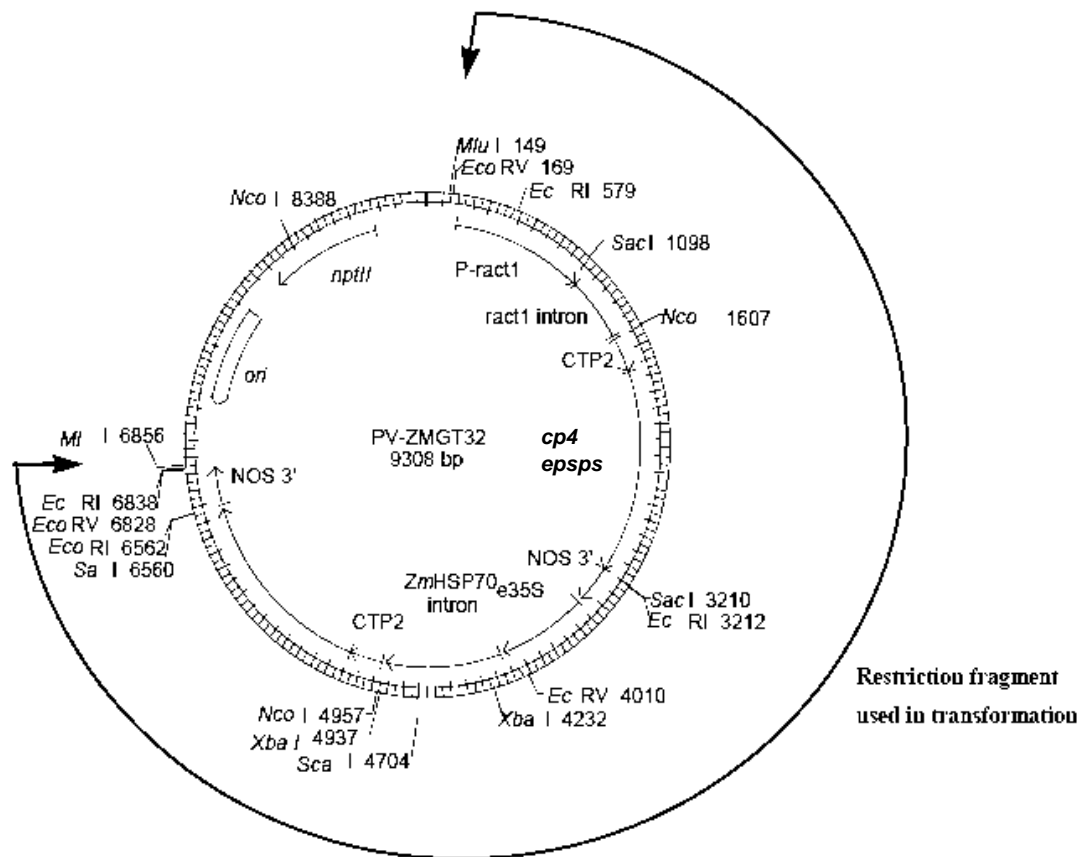 Mlu I 149
Eco RV 169
Ec RI 579
Nco I 8388
Sac I 1098
P-ract1
nptII
ract1 intron
Nco 1607
CTP2
ori
PV-ZMGT32
9308 bp
cp4
epsps
Ml I 6856
NOS 3'
Ec RI 6838
Eco RV 6828
Eco RI 6562
Sa I 6560
NOS 3'
ZmHSP70
intron
e35S
Sac I 3210
Ec RI 3212
CTP2
Ec RV 4010
Xba I 4232
Nco I 4957
Xba I 4937
Sca I 4704
Restriction fragment
used in transformation